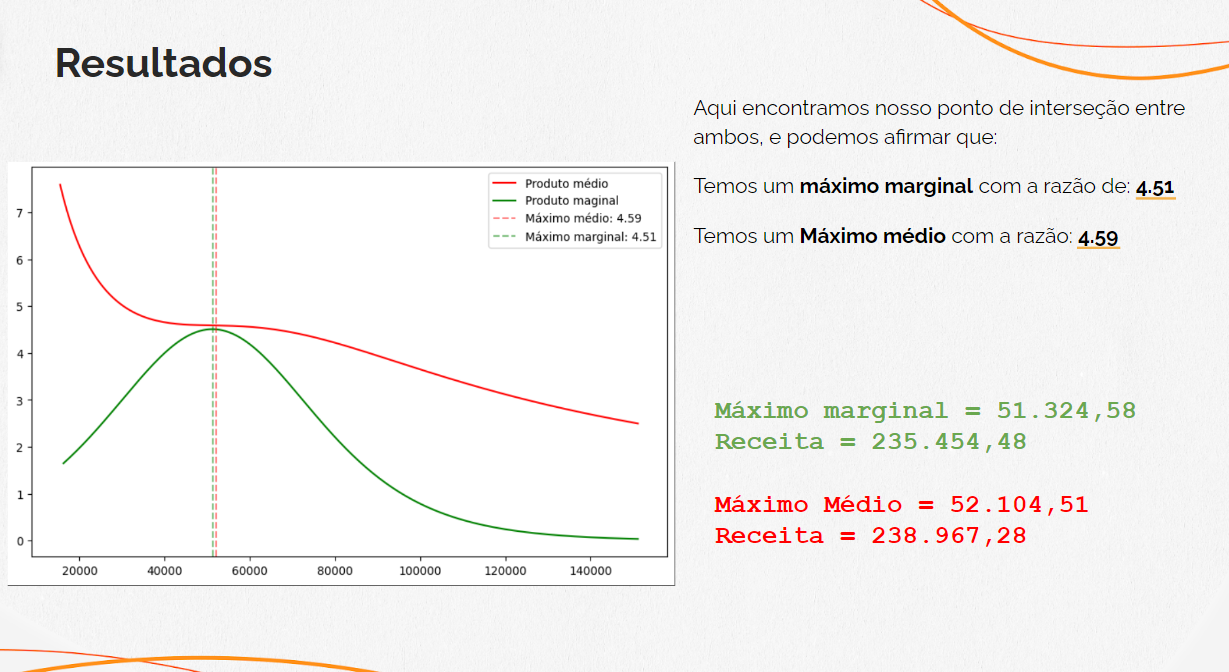 Resultados
Aqui encontramos nosso ponto de interseção entre
ambos, e podemos afirmar que:
Temos um máximo marginal com a razão de: 4.51
Temos um Máximo médio com a razão: 4.59
Produto médio
Produto maginal
Máximo médio: 4.59
Máximo marginal: 4.51
7
6
5
4
3
2
1
0
20000 40000 60000 80000 100000 120000 140000
Máximo marginal = 51.324,58
Receita = 235.454,48
Máximo Médio = 52.104,51
Receita = 238.967,28